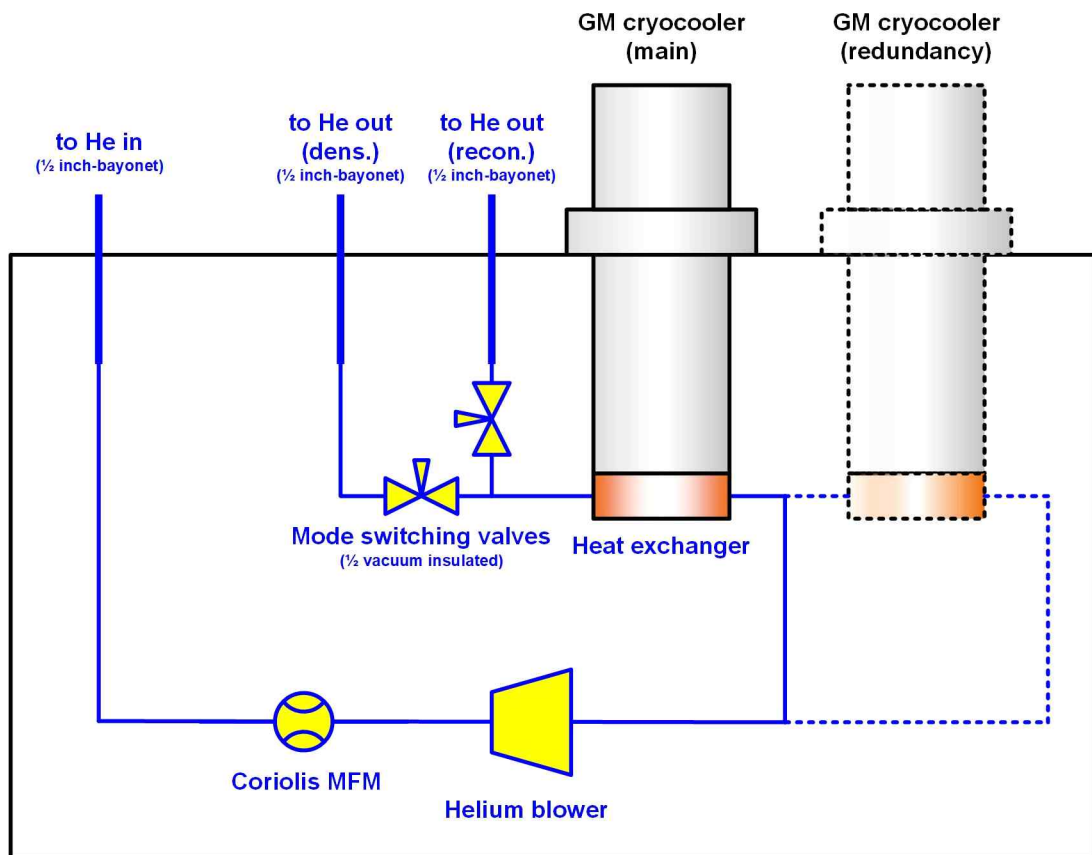 GM cryocooler
(main)
GM cryocooler
(redundancy)
to He in
(½ inch-bayonet)
to He out
(dens.)
(½ inch-bayonet)
to He out
(recon.)
(½ inch-bayonet)
Mode switching valves
(½ vacuum insulated)
Heat exchanger
Coriolis MFM
Helium blower